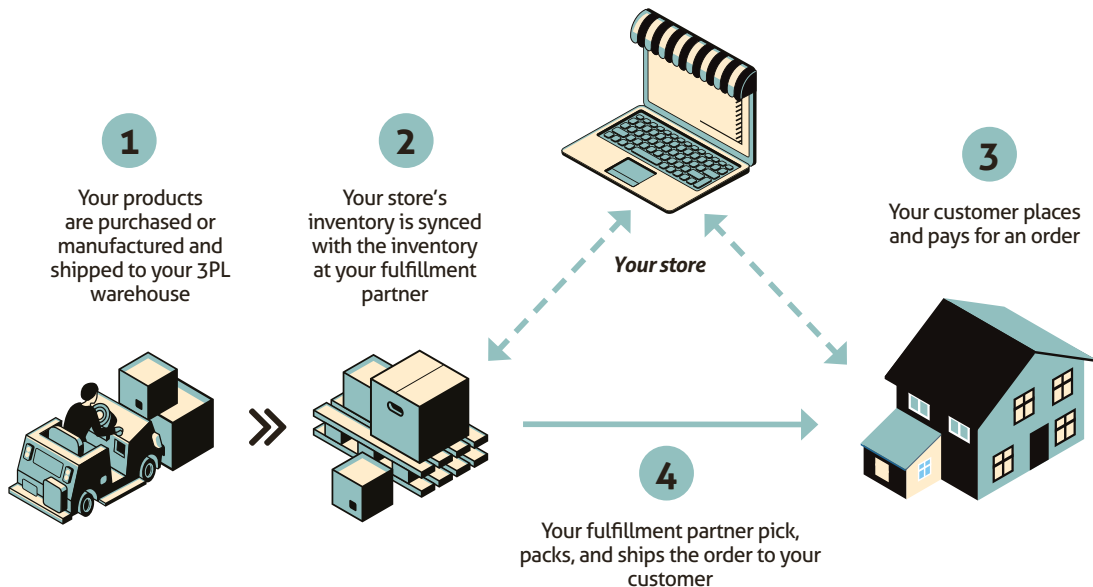 1
Your products
are purchased or
manufactured and
shipped to your 3PL
warehouse
2
Your store's
inventory is synced
with the inventory
at your fulfillment
partner
Your store
3
Your customer places
and pays for an order
4
Your fulfillment partner pick,
packs, and ships the order to your
customer